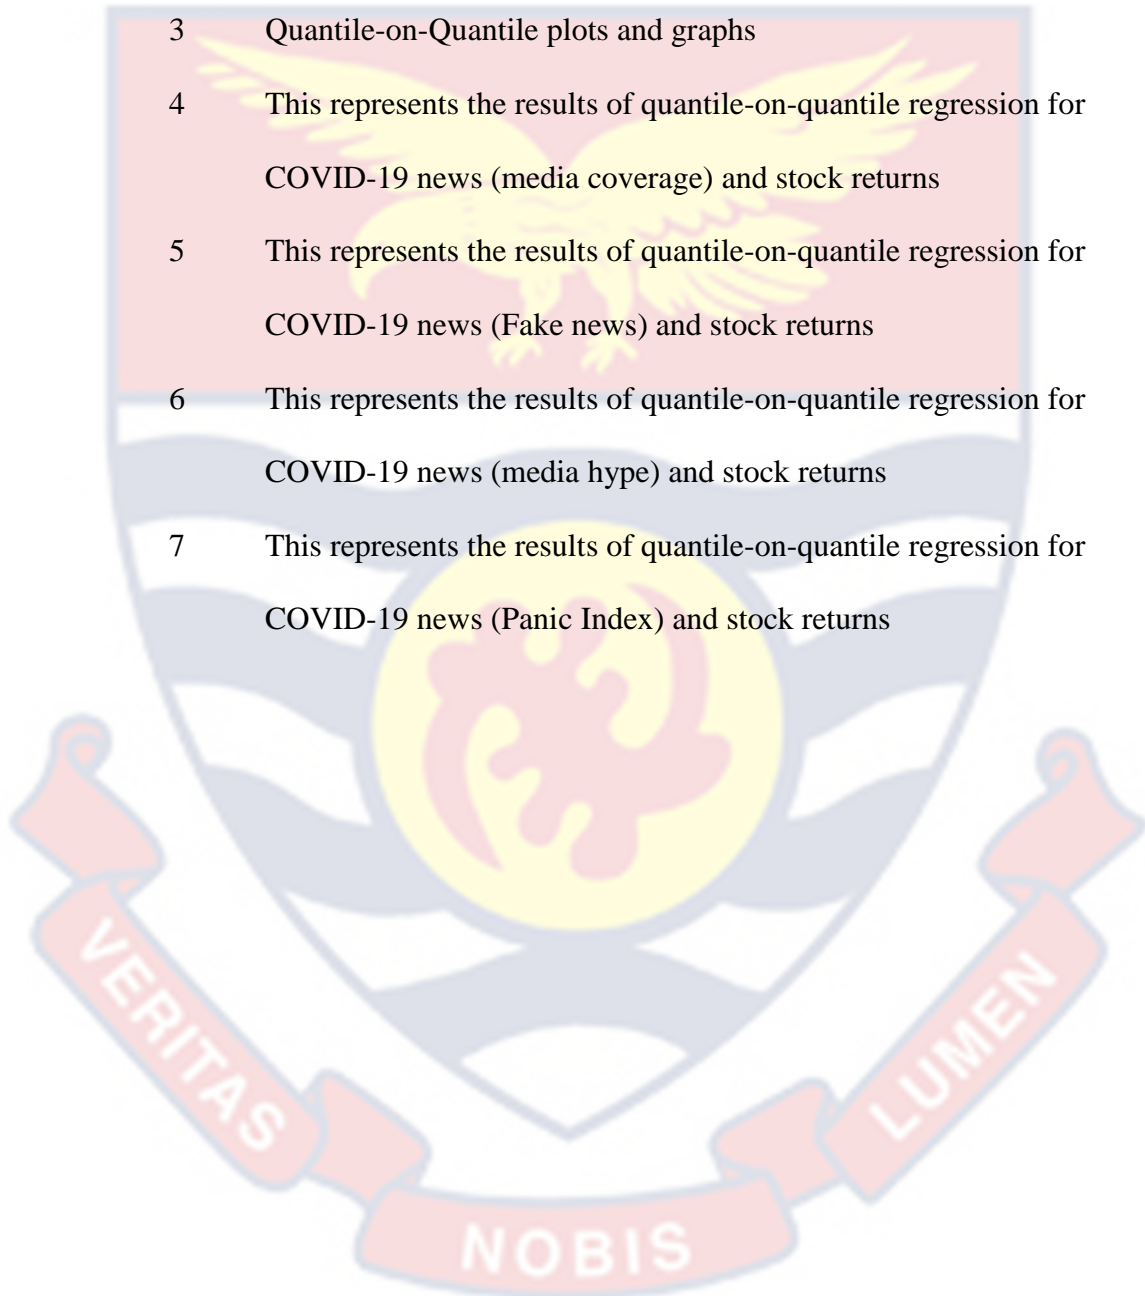 3 Quantile-on-Quantile plots and graphs
4 This represents the results of quantile-on-quantile regression for
COVID-19 news (media coverage) and stock returns
5 This represents the results of quantile-on-quantile regression for
COVID-19 news (Fake news) and stock returns
6 This represents the results of quantile-on-quantile regression for
COVID-19 news (media hype) and stock returns
7 This represents the results of quantile-on-quantile regression for
COVID-19 news (Panic Index) and stock returns
VERITAS
NOBIS
LUMEN